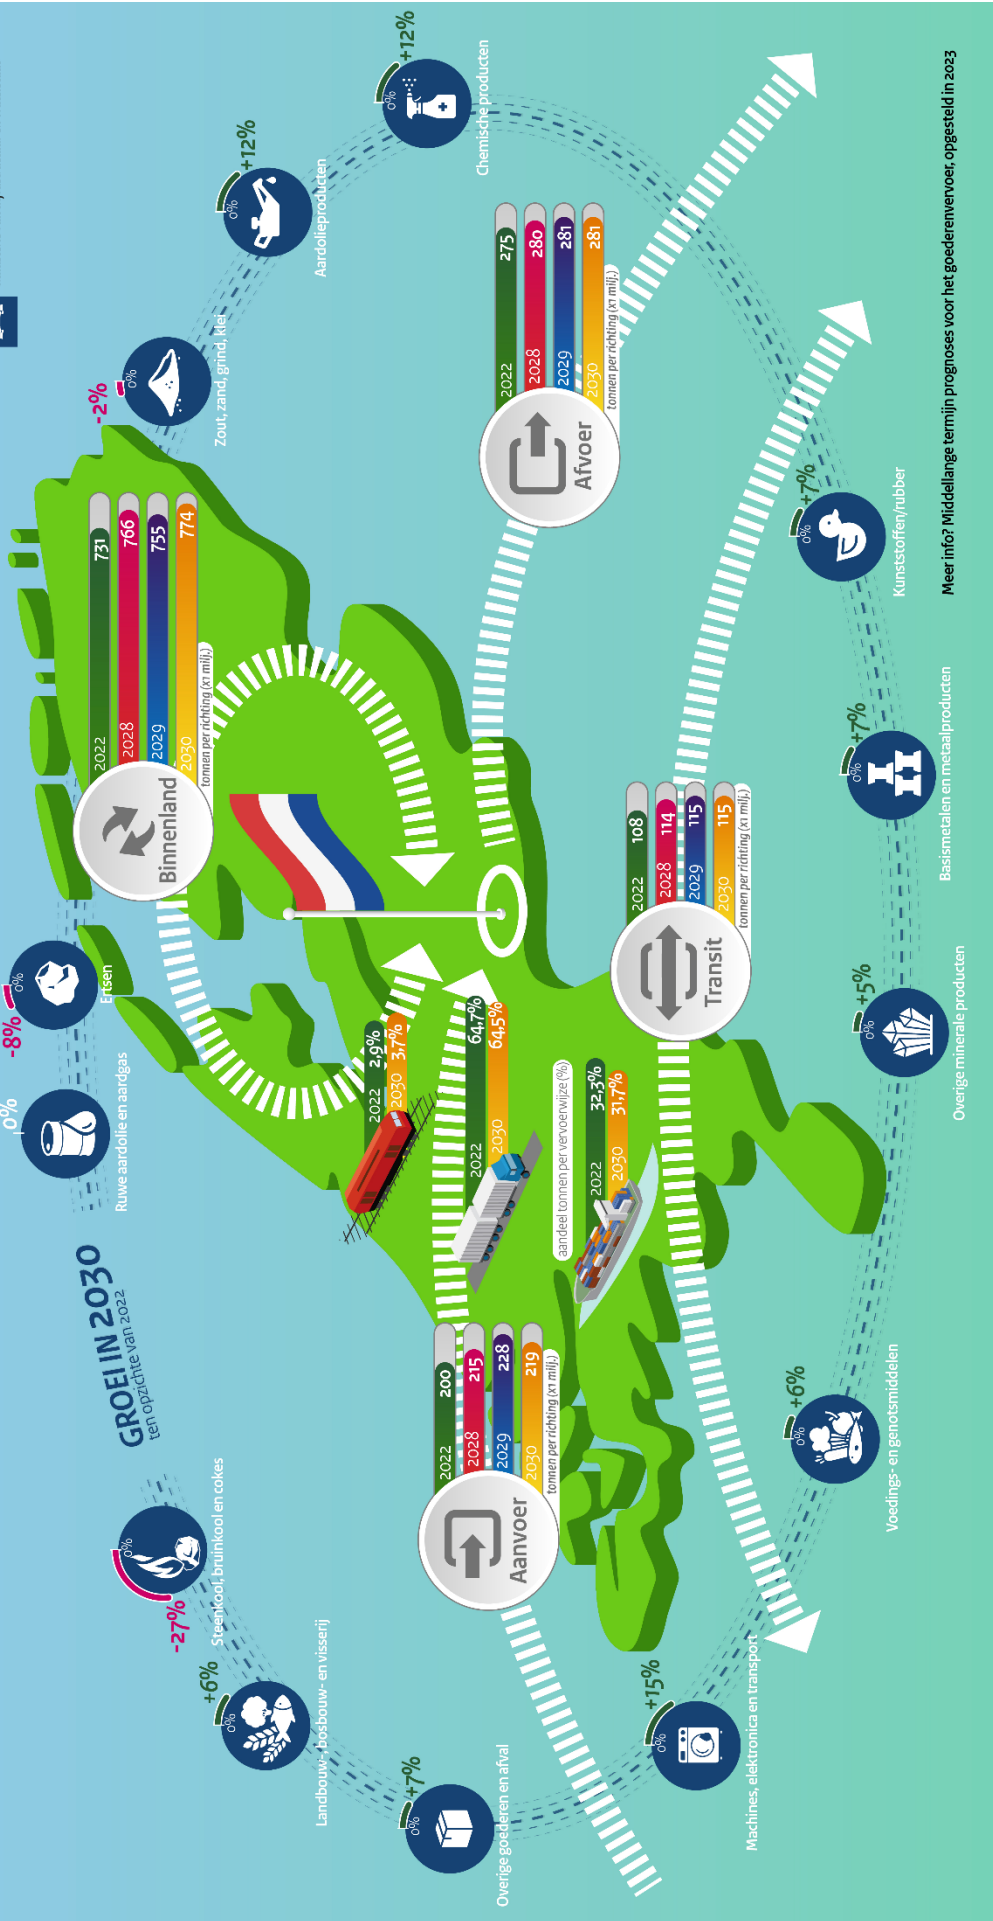 GROEI IN 2030
ten opzichte van 2022
0%
Ruwe aardolie en aardgas
-8%
0%
Ertsen
-2%
0%
Zout, zand, grind, klei
+12%
0%
Aardolieproducten
+12%
0%
Chemische producten
+7%
0%
Kunststoffen/rubber
+7%
0%
Basismetalen en metaalproducten
+5%
0%
Overige minerale producten
+6%
0%
Voedings- en genotsmiddelen
+15%
0%
Machines, elektronica en transport
+7%
0%
Overige goederen en afval
+6%
0%
Landbouw-, bosbouw- en visserij
-27%
0%
Steenkool, bruinkool en cokes
Binnenland
2022 731
2028 766
2029 755
2030 774
tonnen per richting (x1 milj.)
Aanvoer
2022 200
2028 215
2029 228
2030 219
tonnen per richting (x1 milj.)
2022 2,9%
2030 3,7%
2022 64,7%
2030 64,5%
aandeel tonnen per vervoerwijze (%)
2022 32,3%
2030 31,7%
Afvoer
2022 275
2028 280
2029 281
2030 281
tonnen per richting (x1 milj.)
Transit
2022 108
2028 114
2029 115
2030 115
tonnen per richting (x1 milj.)
Meer info? Middellange termijn prognoses voor het goederenvervoer, opgesteld in 2023